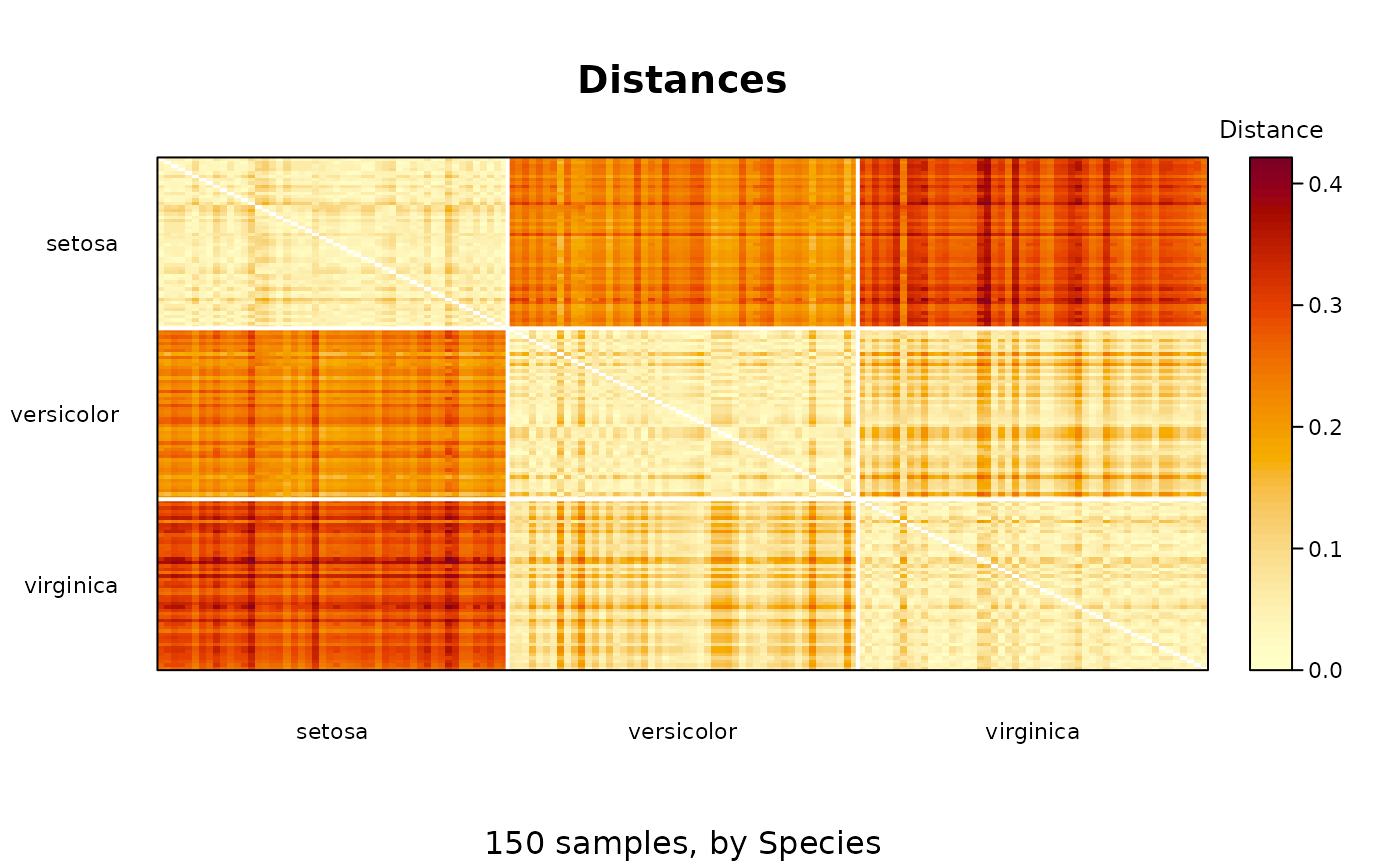 Distances
Distance
0.4
0.3
0.2
0.1
0.0
setosa
versicolor
virginica
setosa
versicolor
virginica
150 samples, by Species